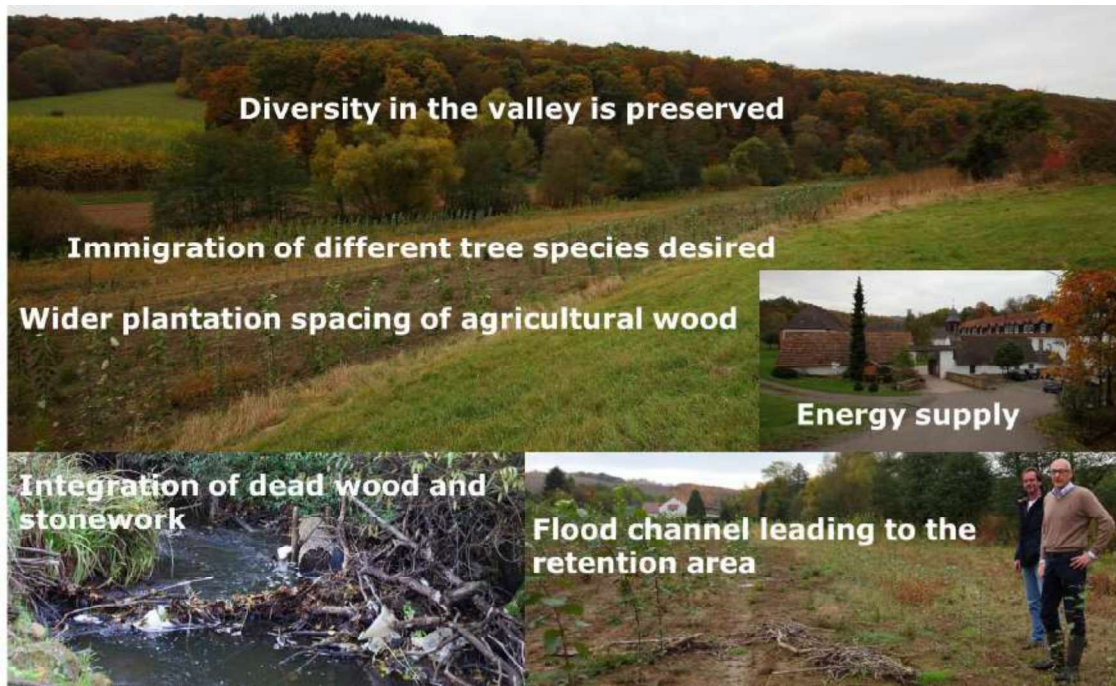 Diversity in the valley is preserved
Immigration of different tree species desired
Wider plantation spacing of agricultural wood
Energy supply
Integration of dead wood and
stonework
Flood channel leading to the
retention area